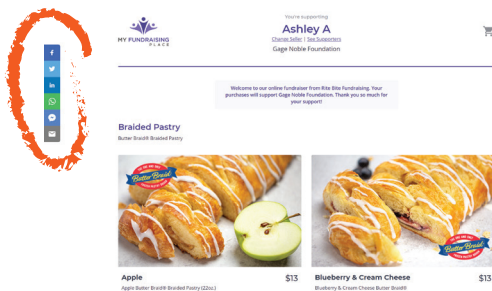 You're supporting
Ashley A
Change Seller | See Supporters
Gage Noble Foundation
MY FUNDRAISING
PLACE
f
in
Welcome to our online fundraiser from Rise Bite Fundraising. Your
purchases will support Gage Noble Foundation. Thank you so much for
your support!
Braided Pastry
Butter Braid® Braided Pastry
Butter Braid
Butter Braid
Apple
$13
Blueberry & Cream Cheese
$13
Apple Butter Braid® Braided Pastry (22oz.)
Blueberry & Cream Cheese Butter Braid®